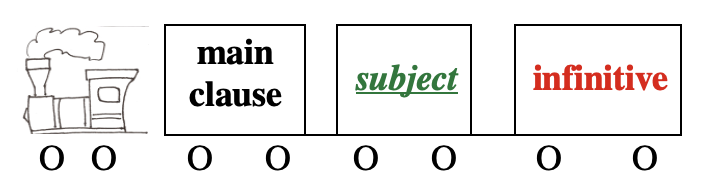 main
clause
subject
infinitive
O O O O O O O O